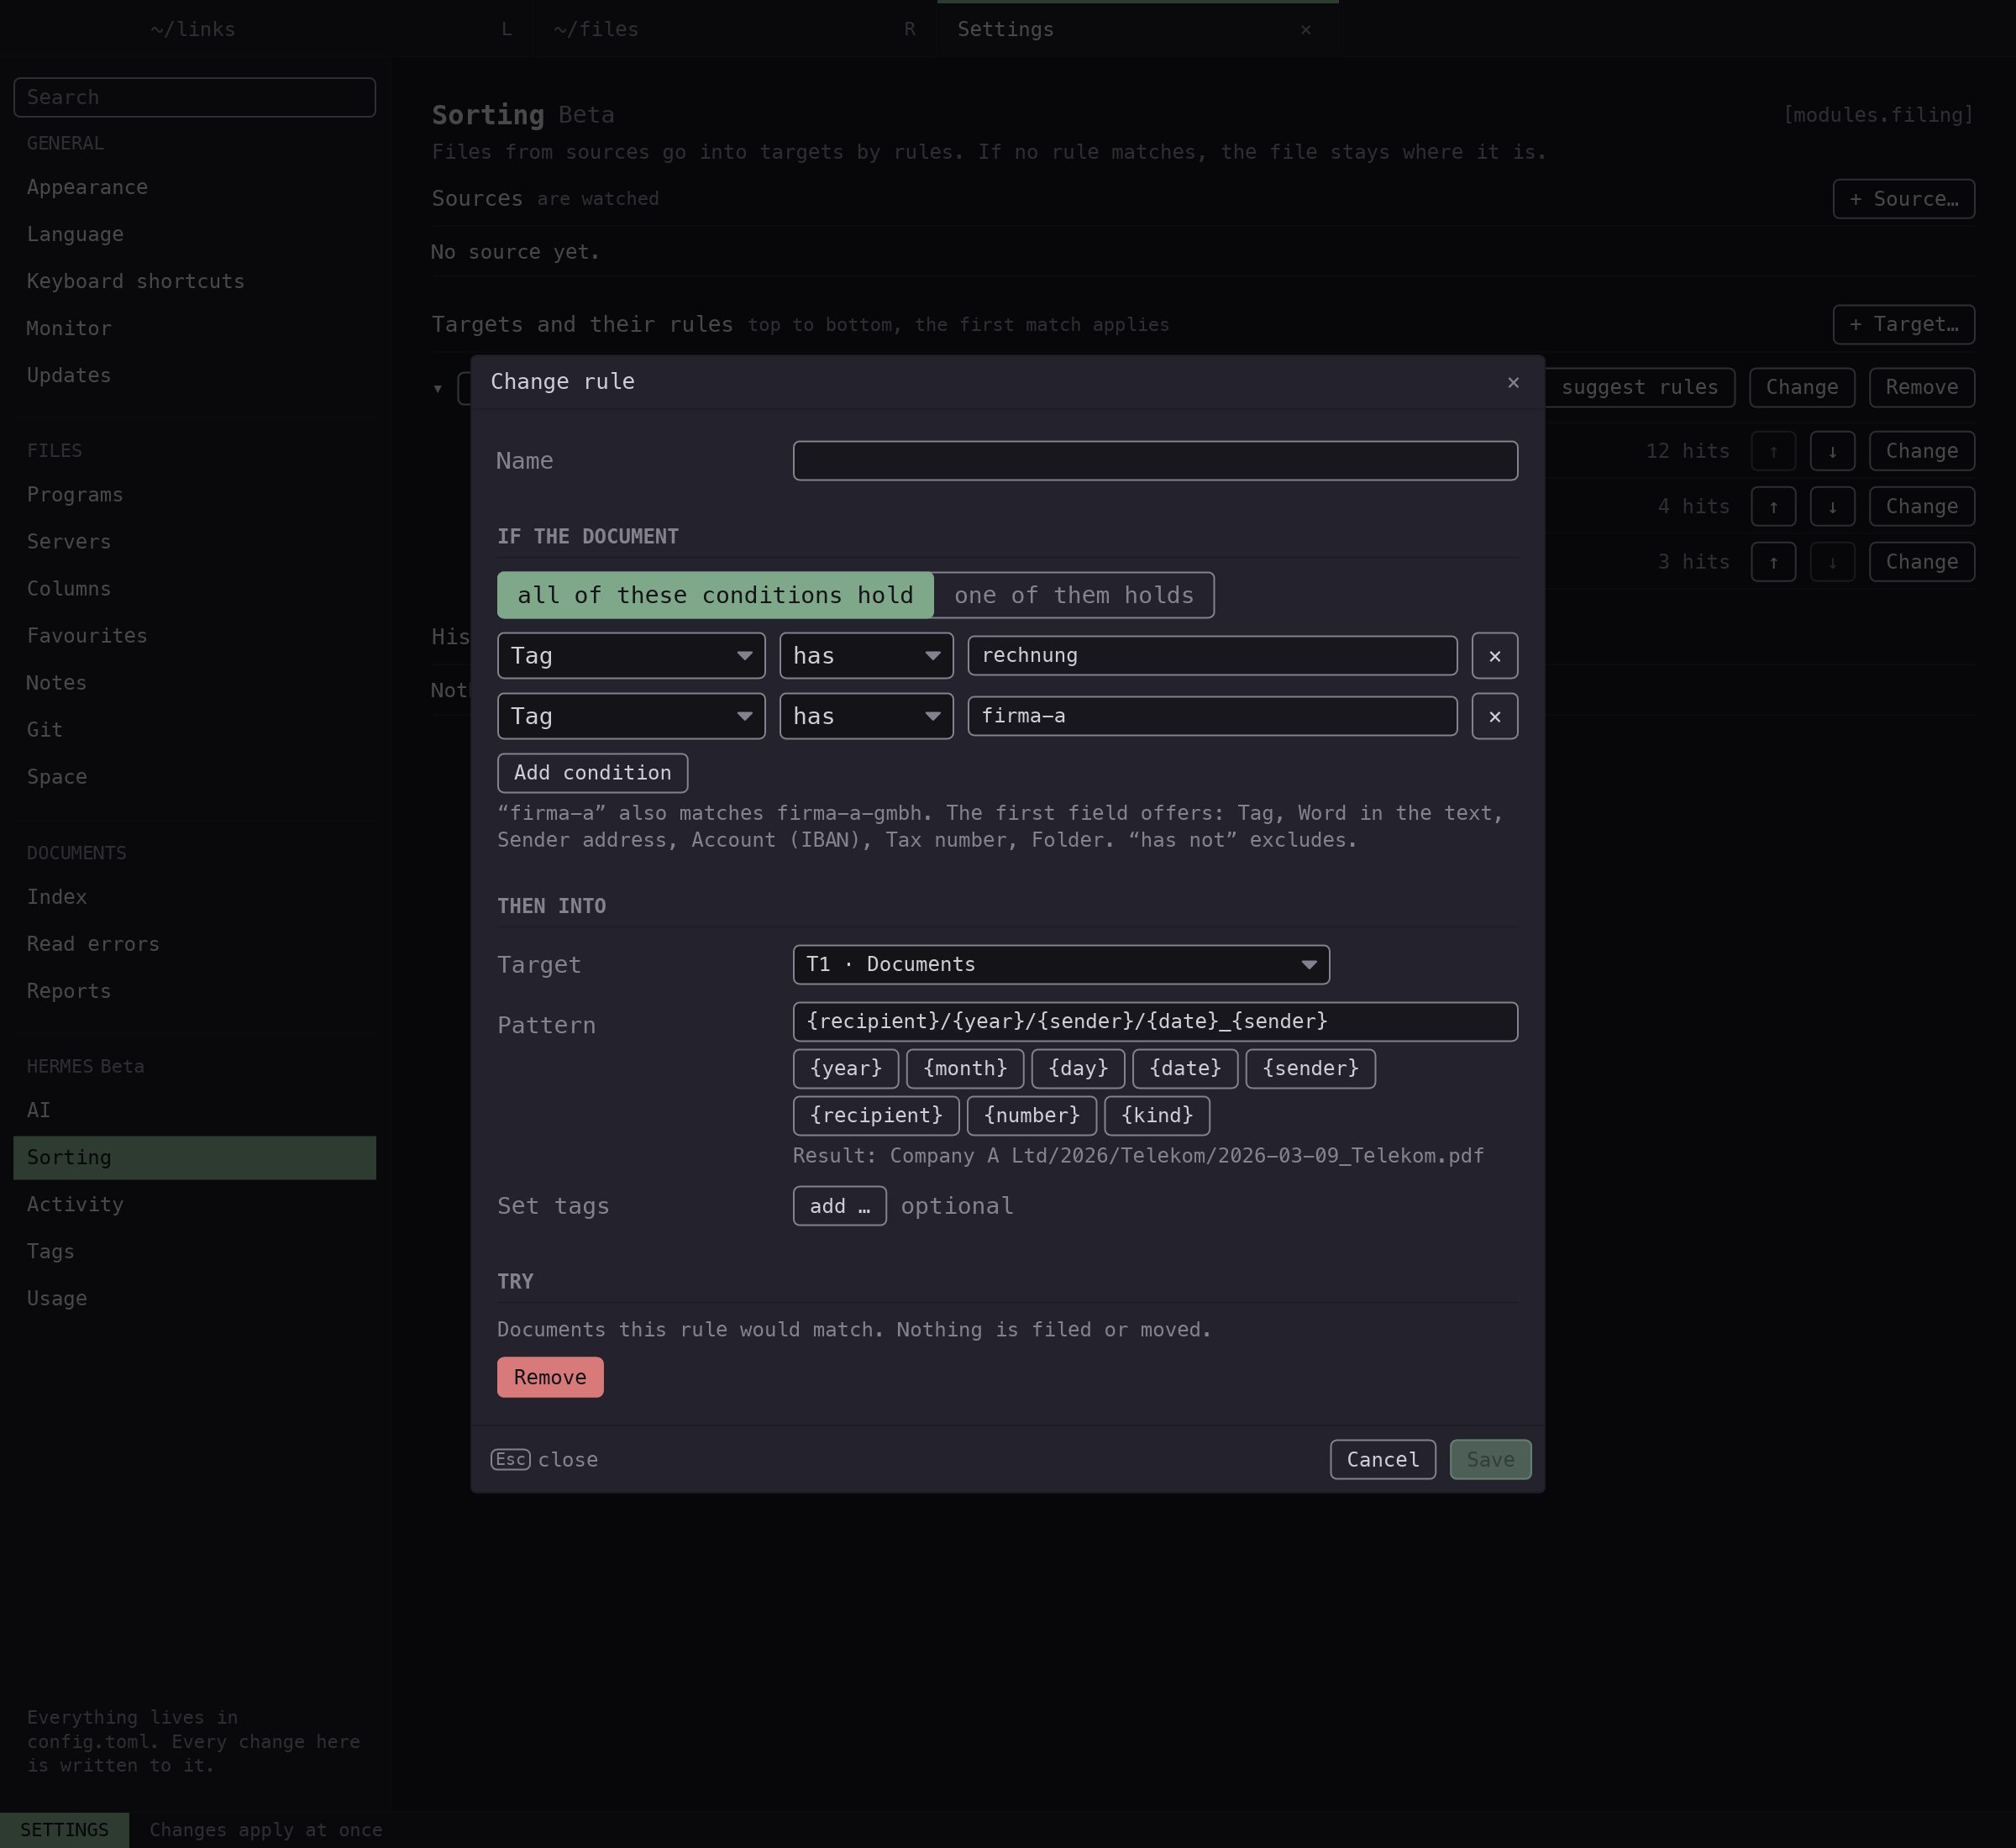 ~/links
L
~/files
R
Settings
×
Search
GENERAL
Appearance
Language
Keyboard shortcuts
Monitor
Updates
FILES
Programs
Servers
Columns
Favourites
Notes
Git
Space
DOCUMENTS
Index
Read errors
Reports
HERMES Beta
AI
Sorting
Activity
Tags
Usage
Everything lives in
config.toml. Every change here
is written to it.
Sorting Beta
[modules.filing]
Files from sources go into targets by rules. If no rule matches, the file stays where it is.
Sources are watched
+ Source…
No source yet.
Targets and their rules top to bottom, the first match applies
+ Target…
▾
suggest rules
Change
Remove
12 hits ↑ ↓ Change
4 hits ↑ ↓ Change
3 hits ↑ ↓ Change
His
Not
Change rule
×
Name
IF THE DOCUMENT
all of these conditions hold
one of them holds
Tag has rechnung ×
Tag has firma-a ×
Add condition
“firma-a” also matches firma-a-gmbh. The first field offers: Tag, Word in the text,
Sender address, Account (IBAN), Tax number, Folder. “has not” excludes.
THEN INTO
Target T1 · Documents
Pattern {recipient}/{year}/{sender}/{date}_{sender}
{year} {month} {day} {date} {sender}
{recipient} {number} {kind}
Result: Company A Ltd/2026/Telekom/2026-03-09_Telekom.pdf
Set tags add … optional
TRY
Documents this rule would match. Nothing is filed or moved.
Remove
Esc close
Cancel
Save
SETTINGS
Changes apply at once